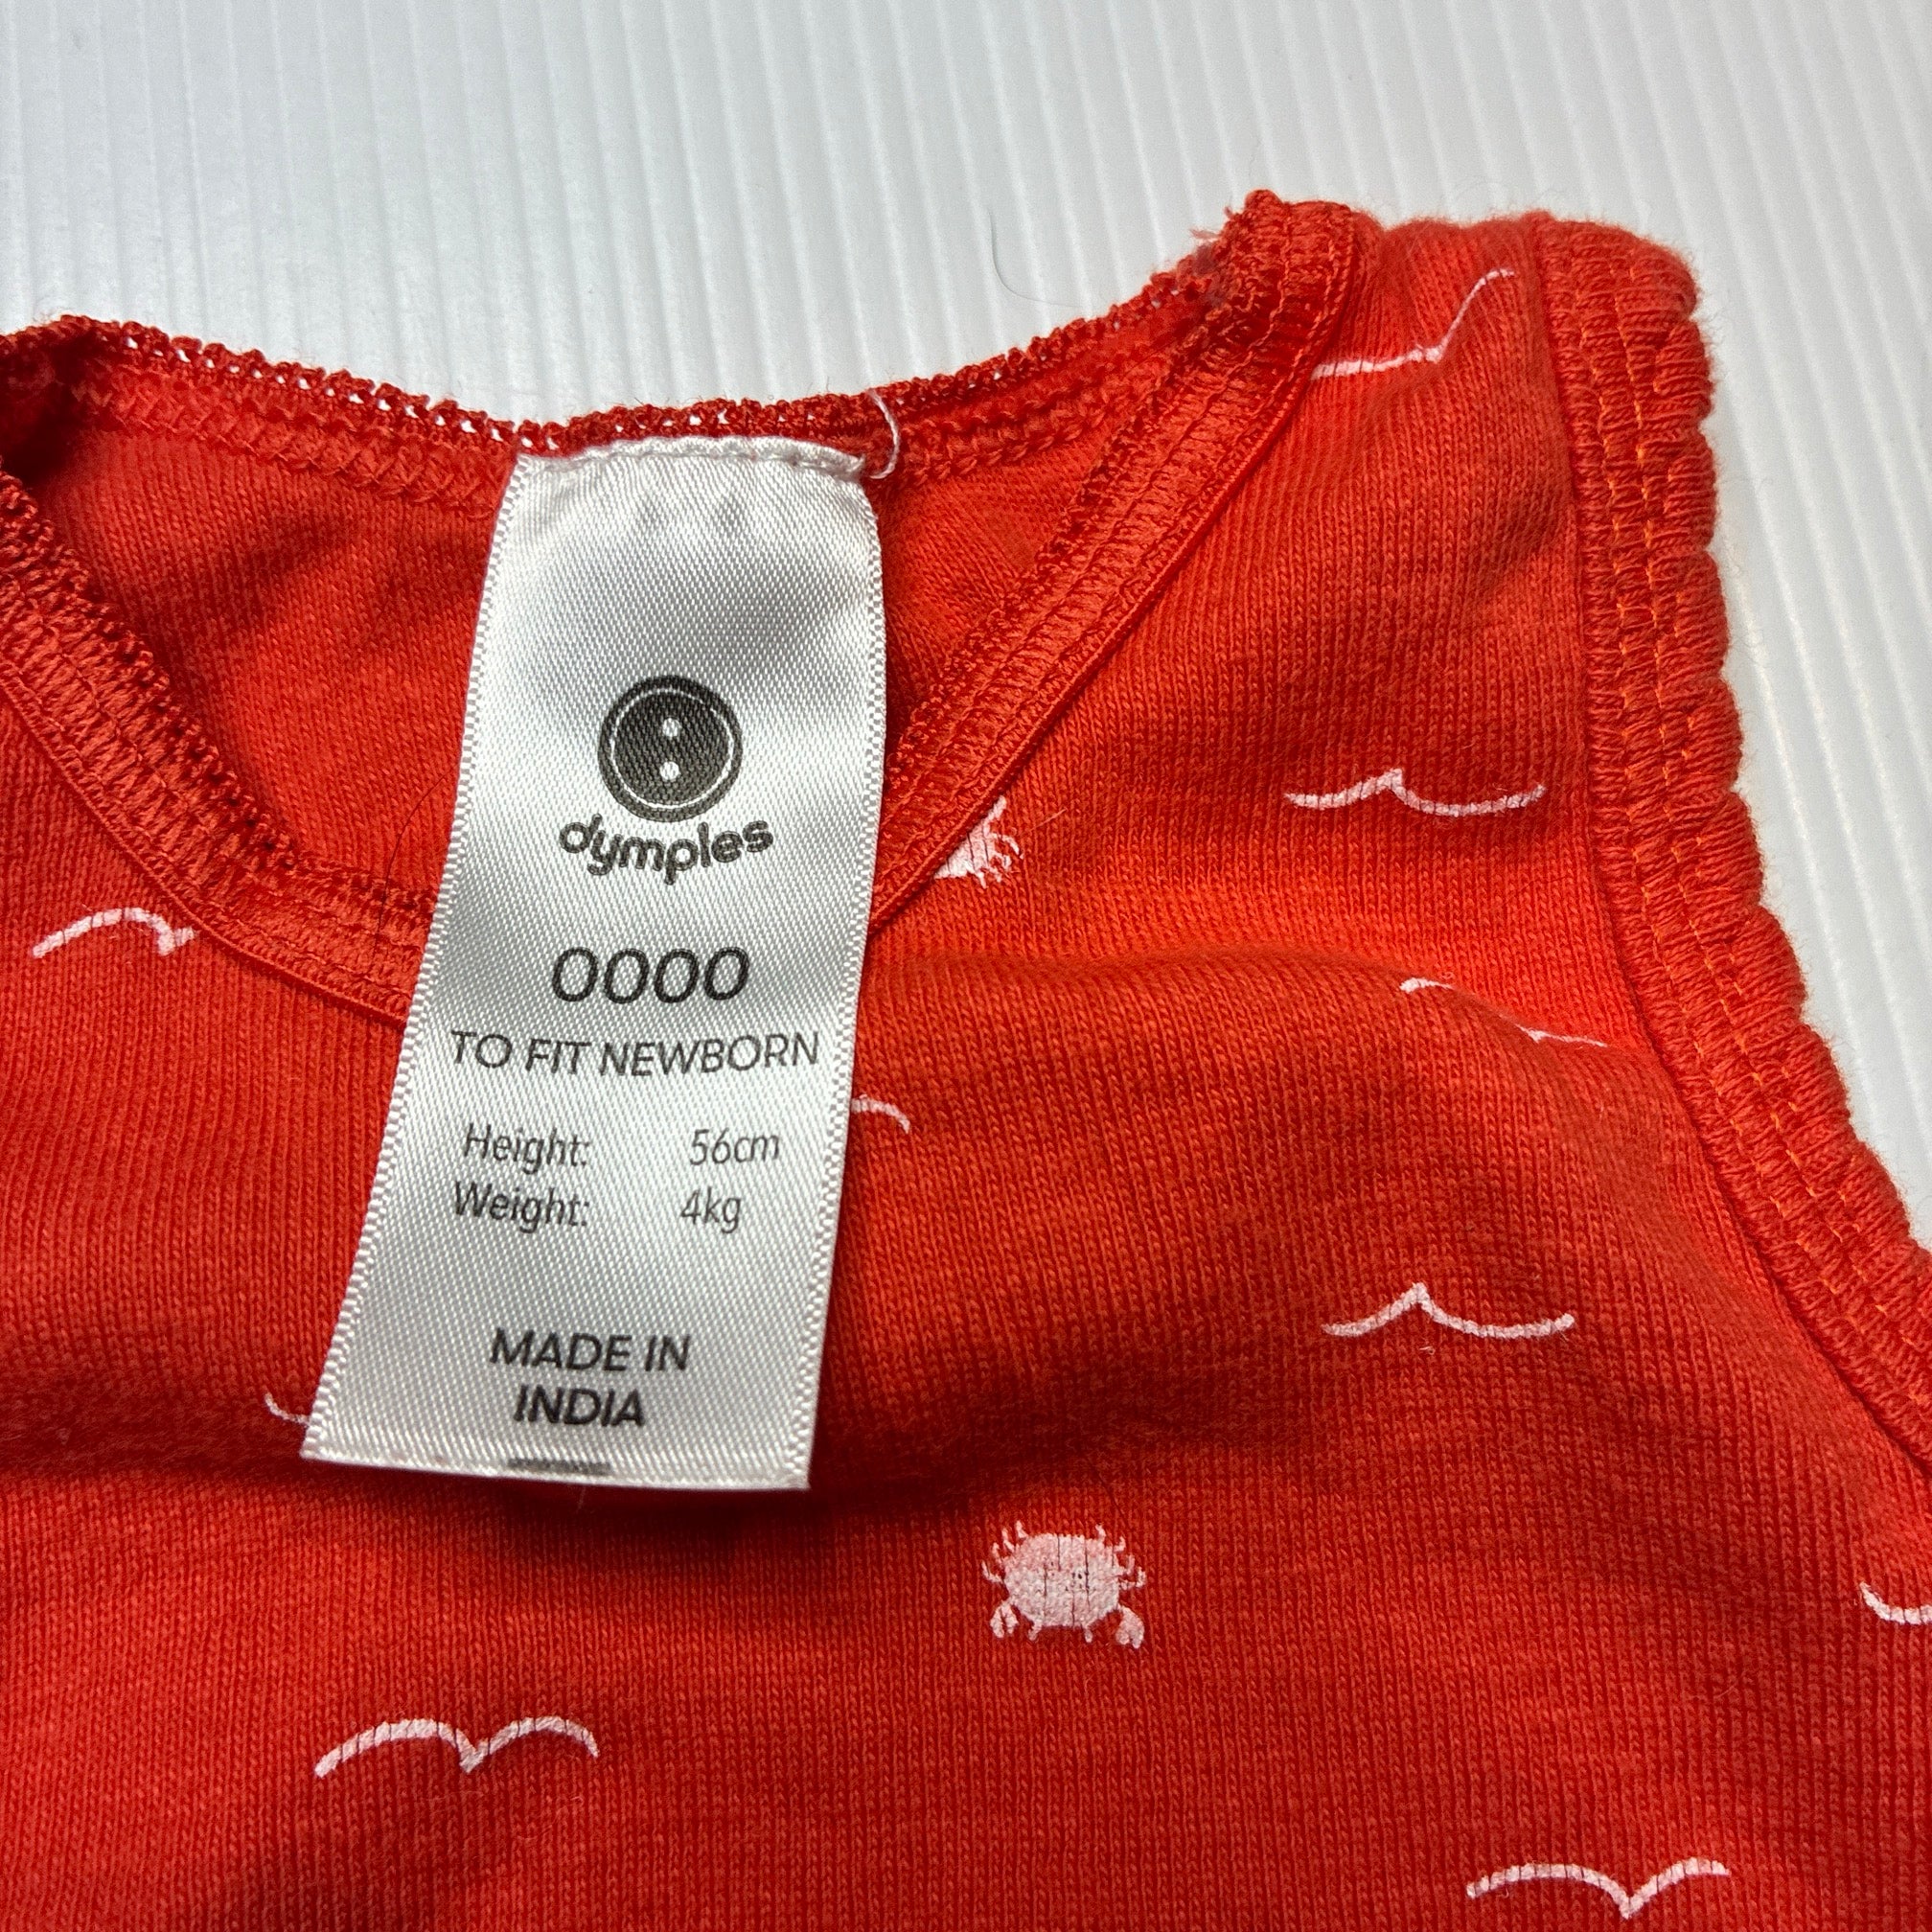 dymples
0000
TO FIT NEWBORN
Height: 56cm
Weight: 4kg
MADE IN
INDIA